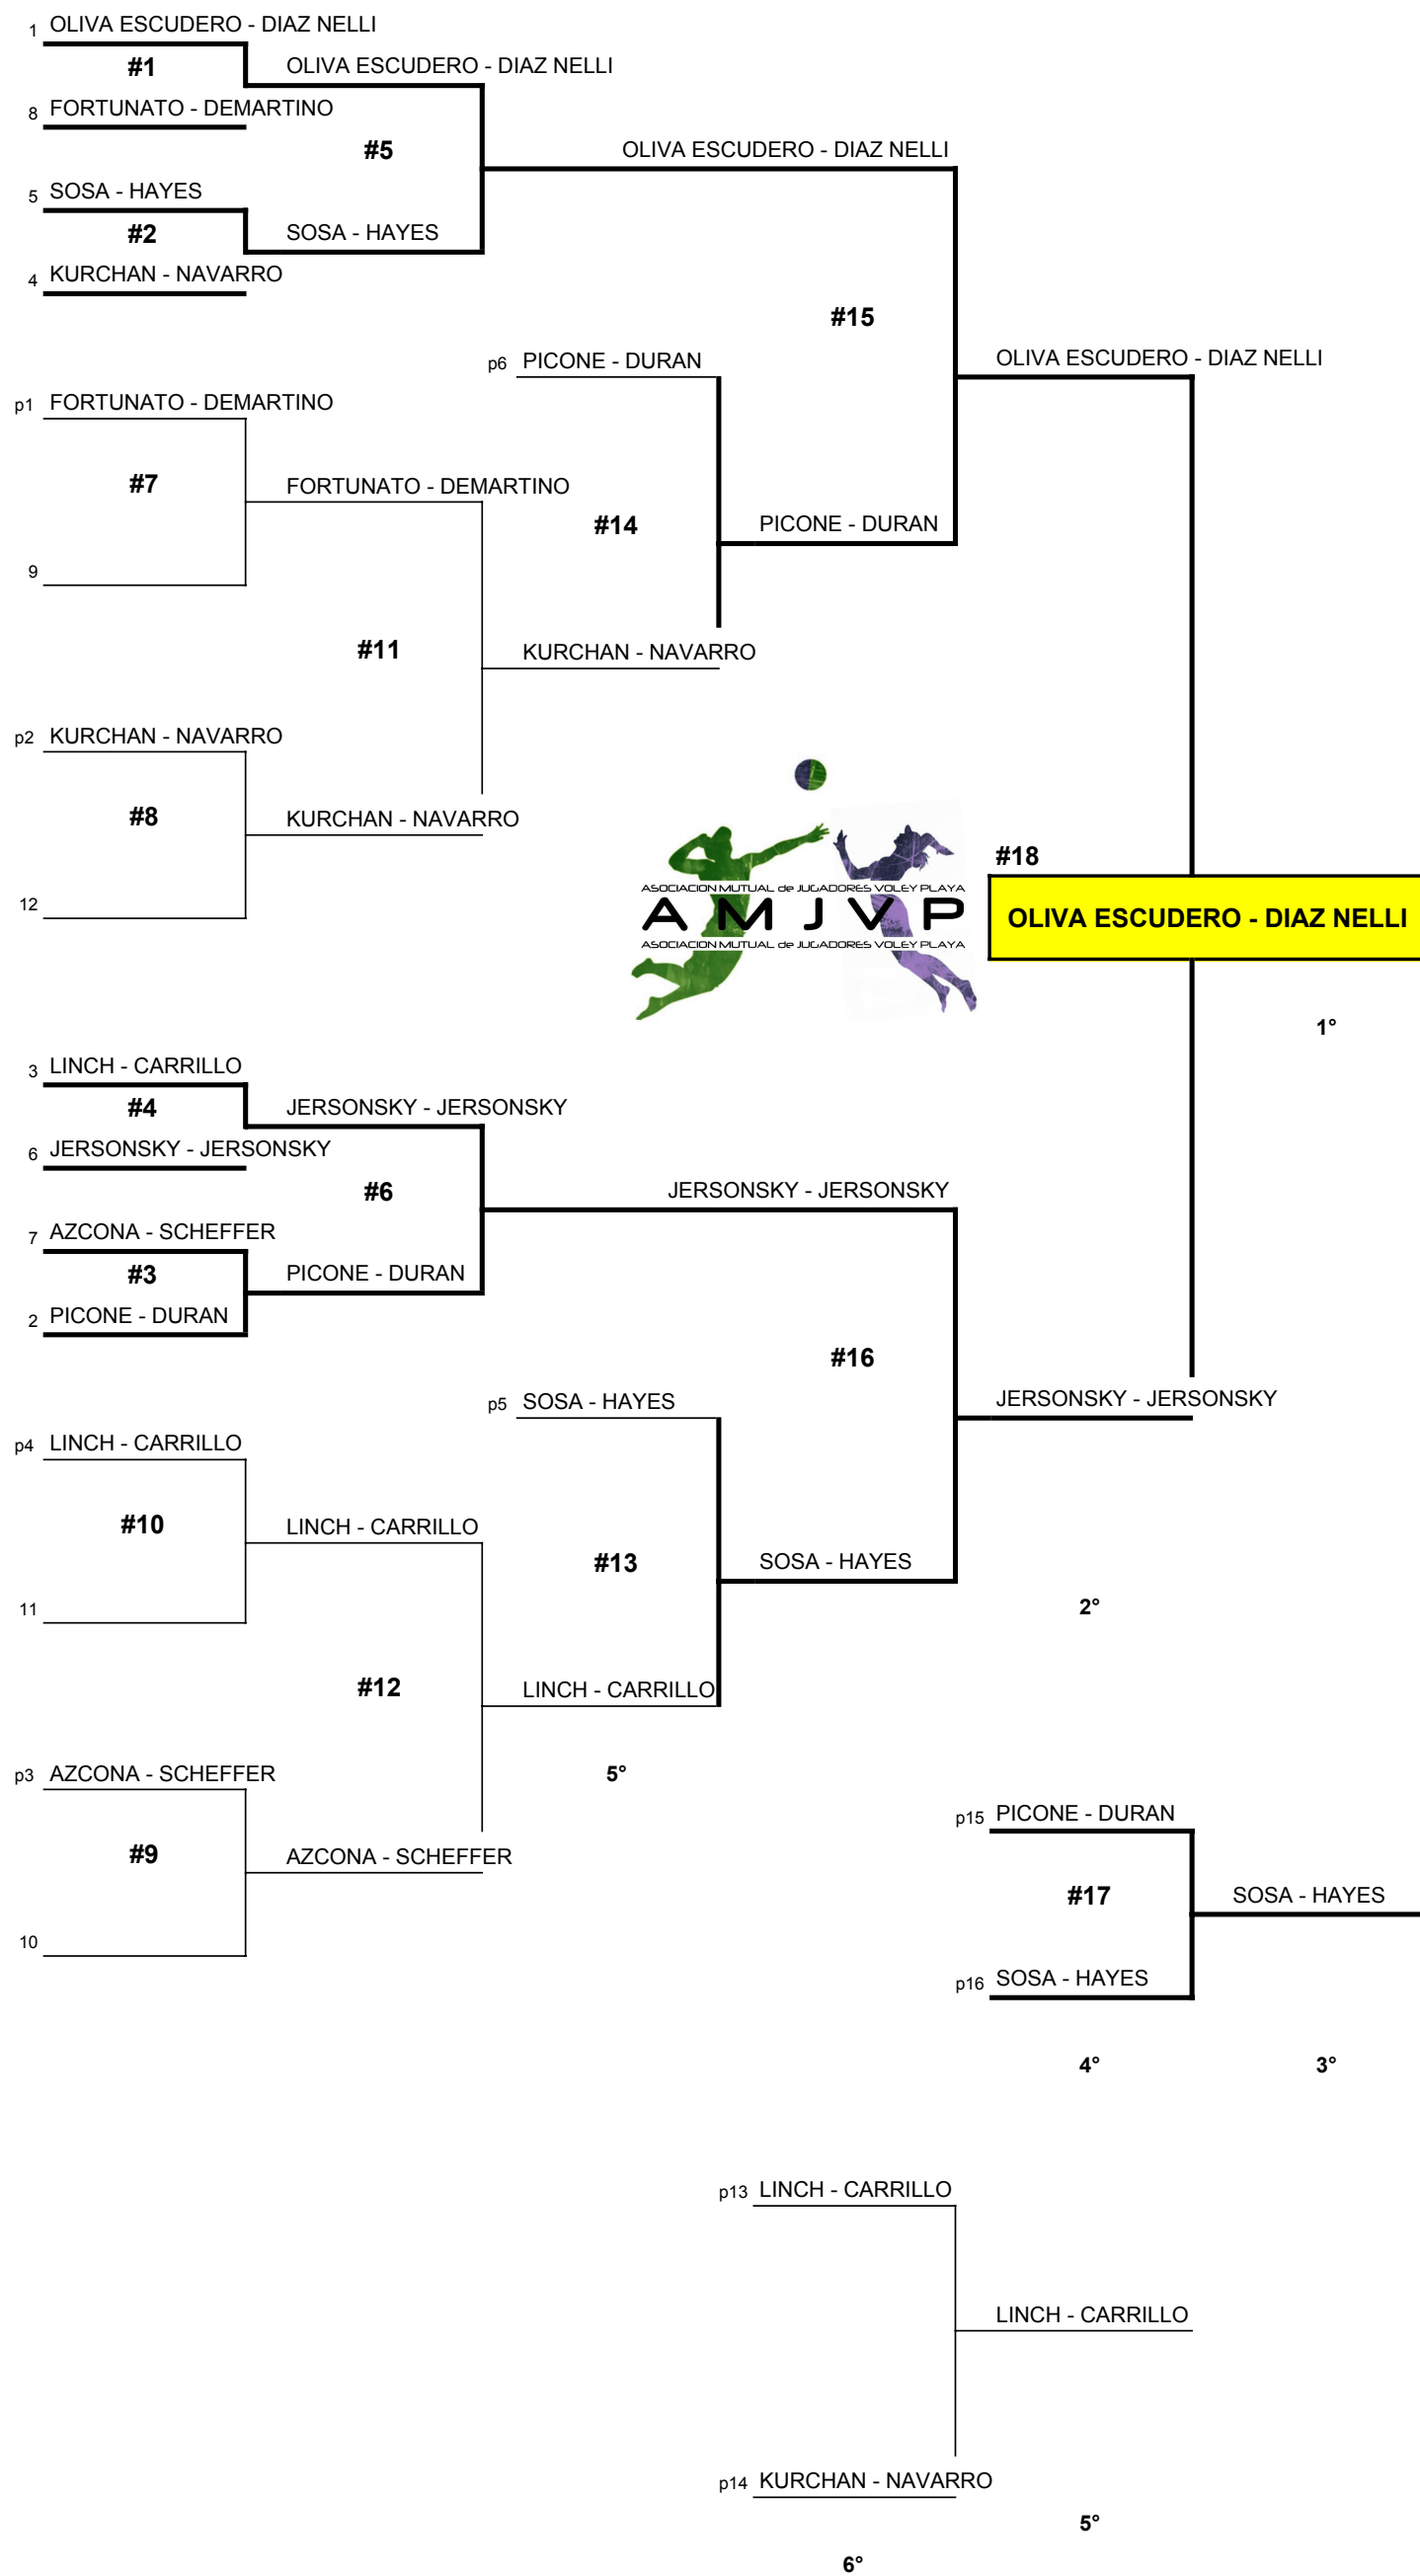 1 OLIVA ESCUDERO - DIAZ NELLI
#1
OLIVA ESCUDERO - DIAZ NELLI
8 FORTUNATO - DEMARTINO
#5
OLIVA ESCUDERO - DIAZ NELLI
5 SOSA - HAYES
#2
SOSA - HAYES
4 KURCHAN - NAVARRO
#15
p6 PICONE - DURAN
OLIVA ESCUDERO - DIAZ NELLI
p1 FORTUNATO - DEMARTINO
#7
FORTUNATO - DEMARTINO
#14
PICONE - DURAN
9
#11
KURCHAN - NAVARRO
p2 KURCHAN - NAVARRO
#8
KURCHAN - NAVARRO
#18
ASOCIACION MUTUAL de JUGADORES VOLEY PLAYA
AMJVP
ASOCIACION MUTUAL de JUGADORES VOLEY PLAYA
12
OLIVA ESCUDERO - DIAZ NELLI
1°
3 LINCH - CARRILLO
#4
JERSONSKY - JERSONSKY
6 JERSONSKY - JERSONSKY
#6
JERSONSKY - JERSONSKY
7 AZCONA - SCHEFFER
#3
PICONE - DURAN
2 PICONE - DURAN
#16
p5 SOSA - HAYES
JERSONSKY - JERSONSKY
p4 LINCH - CARRILLO
#10
LINCH - CARRILLO
#13
SOSA - HAYES
11
2°
#12
LINCH - CARRILLO
p3 AZCONA - SCHEFFER
5°
p15 PICONE - DURAN
#9
AZCONA - SCHEFFER
#17
SOSA - HAYES
10
p16 SOSA - HAYES
4°
3°
p13 LINCH - CARRILLO
LINCH - CARRILLO
p14 KURCHAN - NAVARRO
5°
6°